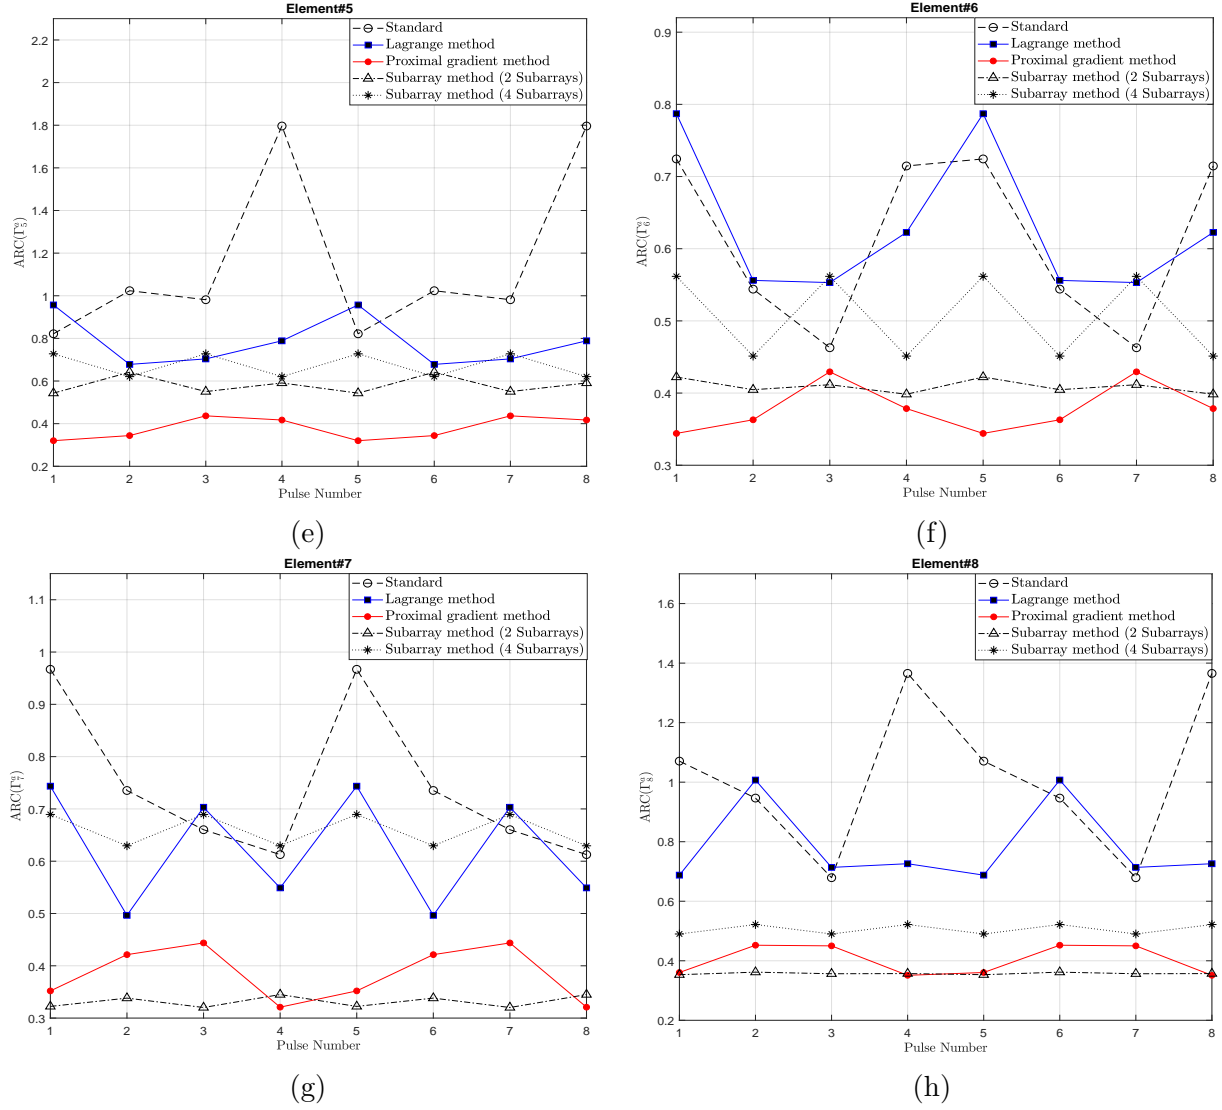 Element#5
Standard
Lagrange method
Proximal gradient method
Subarray method (2 Subarrays)
Subarray method (4 Subarrays)
2.2
2
1.8
1.6
1.4
1.2
1
0.8
0.6
0.4
0.2
ARC(Γ₅ᵃ)
1 2 3 4 5 6 7 8
Pulse Number
(e)
Element#6
Standard
Lagrange method
Proximal gradient method
Subarray method (2 Subarrays)
Subarray method (4 Subarrays)
0.9
0.8
0.7
0.6
0.5
0.4
0.3
ARC(Γ₆ᵃ)
1 2 3 4 5 6 7 8
Pulse Number
(f)
Element#7
Standard
Lagrange method
Proximal gradient method
Subarray method (2 Subarrays)
Subarray method (4 Subarrays)
1.1
1
0.9
0.8
0.7
0.6
0.5
0.4
0.3
ARC(Γ₇ᵃ)
1 2 3 4 5 6 7 8
Pulse Number
(g)
Element#8
Standard
Lagrange method
Proximal gradient method
Subarray method (2 Subarrays)
Subarray method (4 Subarrays)
1.6
1.4
1.2
1
0.8
0.6
0.4
0.2
ARC(Γ₈ᵃ)
1 2 3 4 5 6 7 8
Pulse Number
(h)